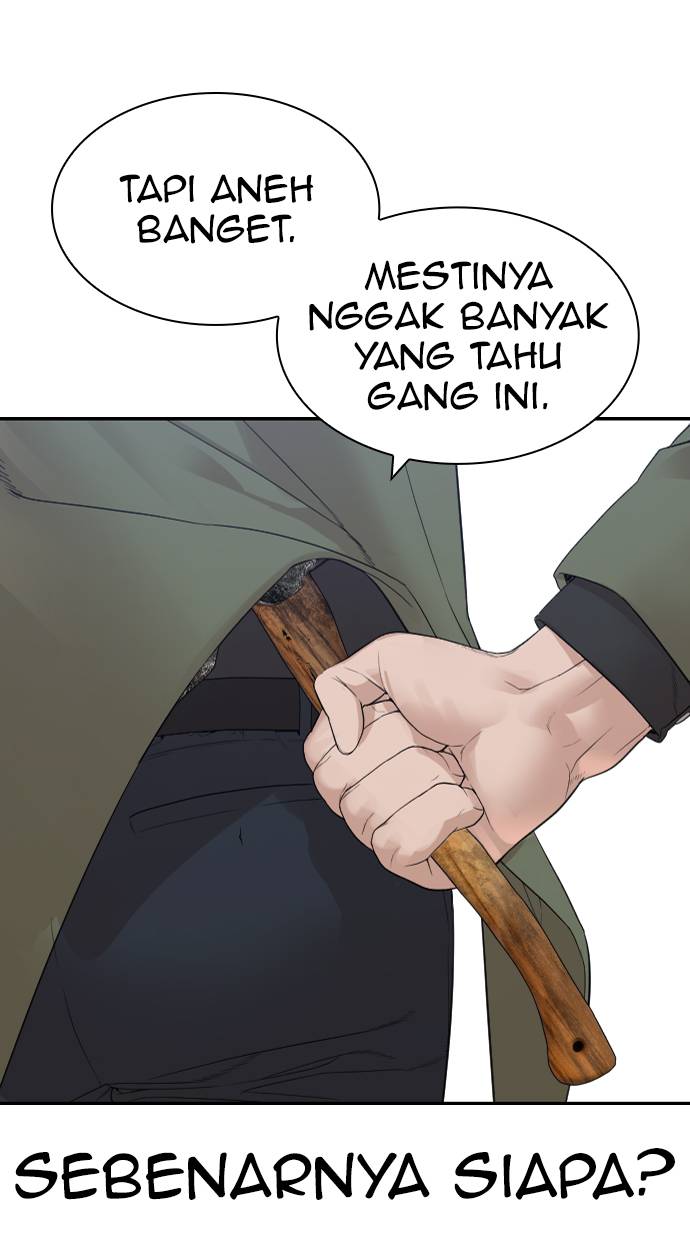 TAPI ANEH
BANGET.
MESTINYA
NGGAK BANYAK
YANG TAHU
GANG INI.
SEBENARNYA SIAPA?